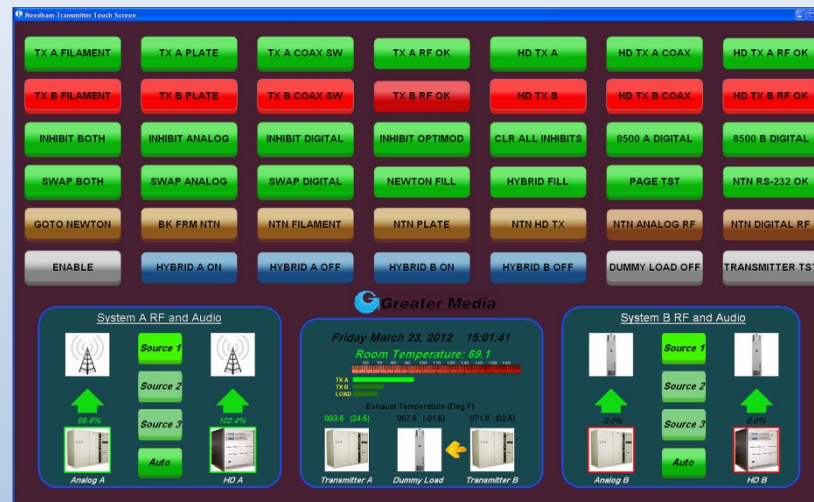 Needham Transmitter Touch Screen
TX A FILAMENT TX A PLATE TX A COAX SW TX A RF OK HD TX A HD TX A COAX HD TX A RF OK
TX B FILAMENT TX B PLATE TX B COAX SW TX B RF OK HD TX B HD TX B COAX HD TX B RF OK
INHIBIT BOTH INHIBIT ANALOG INHIBIT DIGITAL INHIBIT OPTIMOD CLR ALL INHIBITS 8500 A DIGITAL 8500 B DIGITAL
SWAP BOTH SWAP ANALOG SWAP DIGITAL NEWTON FILL HYBRID FILL PAGE TST NTN RS-232 OK
GOTO NEWTON BK FRM NTN NTN FILAMENT NTN PLATE NTN HD TX NTN ANALOG RF NTN DIGITAL RF
ENABLE HYBRID A ON HYBRID A OFF HYBRID B ON HYBRID B OFF DUMMY LOAD OFF TRANSMITTER TST
Greater Media
System A RF and Audio
Source 1
Source 2
Source 3
Auto
98.8% 102.4%
Analog A HD A
Friday March 23, 2012 15:01:41
Room Temperature: 69.1
TX A
TX B
LOAD
Exhaust Temperature (Deg.F)
093.6 (24.5) 067.6 (-01.5) 071.6 (02.5)
Transmitter A Dummy Load Transmitter B
System B RF and Audio
Source 1
Source 2
Source 3
Auto
0.0% 0.0%
Analog B HD B